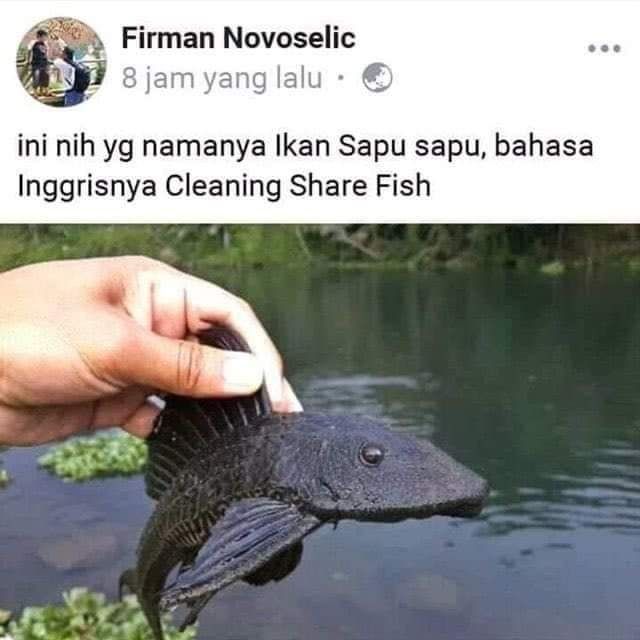 Firman Novoselic
8 jam yang lalu ·
ini nih yg namanya Ikan Sapu sapu, bahasa
Inggrisnya Cleaning Share Fish